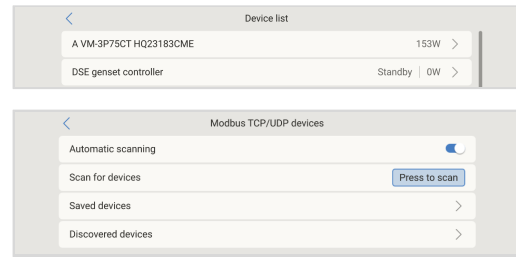 Device list
A VM-3P75CT HQ23183CME 153W
DSE genset controller Standby 0W
Modbus TCP/UDP devices
Automatic scanning
Scan for devices Press to scan
Saved devices
Discovered devices